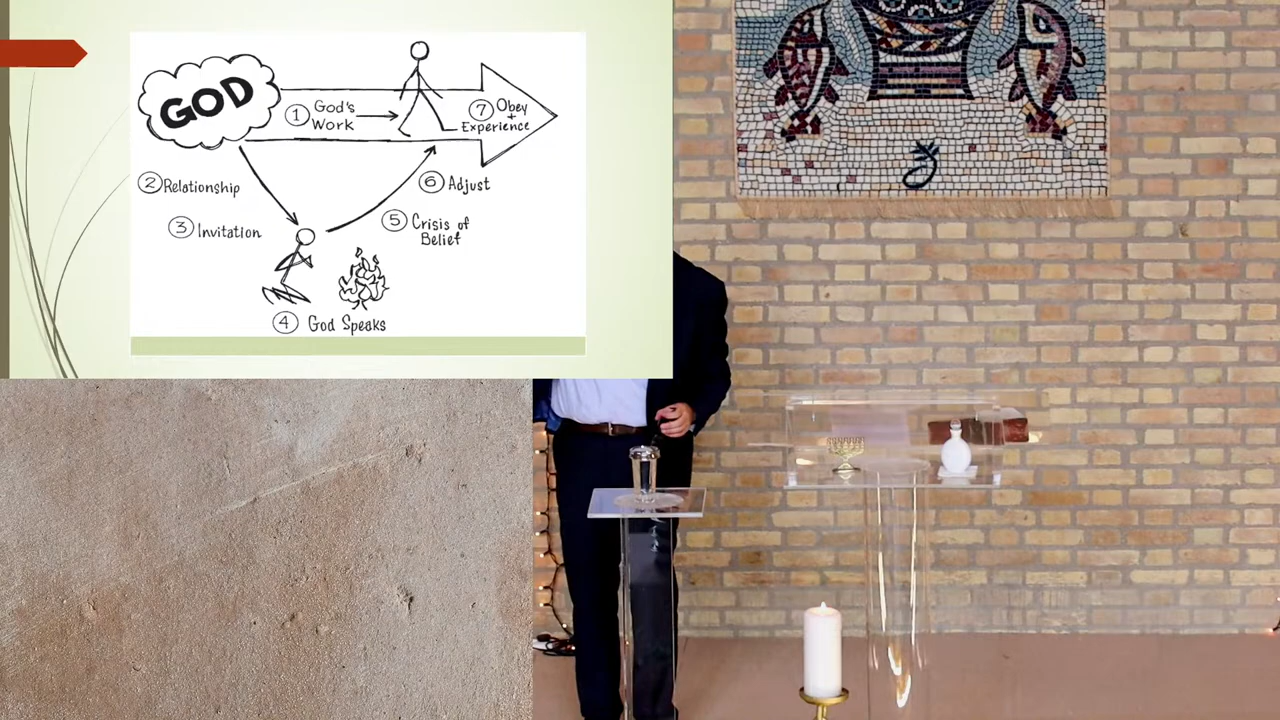 GOD
① God's
Work
⑦ Obey
+
Experience
② Relationship
⑥ Adjust
③ Invitation
⑤ Crisis of
Belief
④ God Speaks